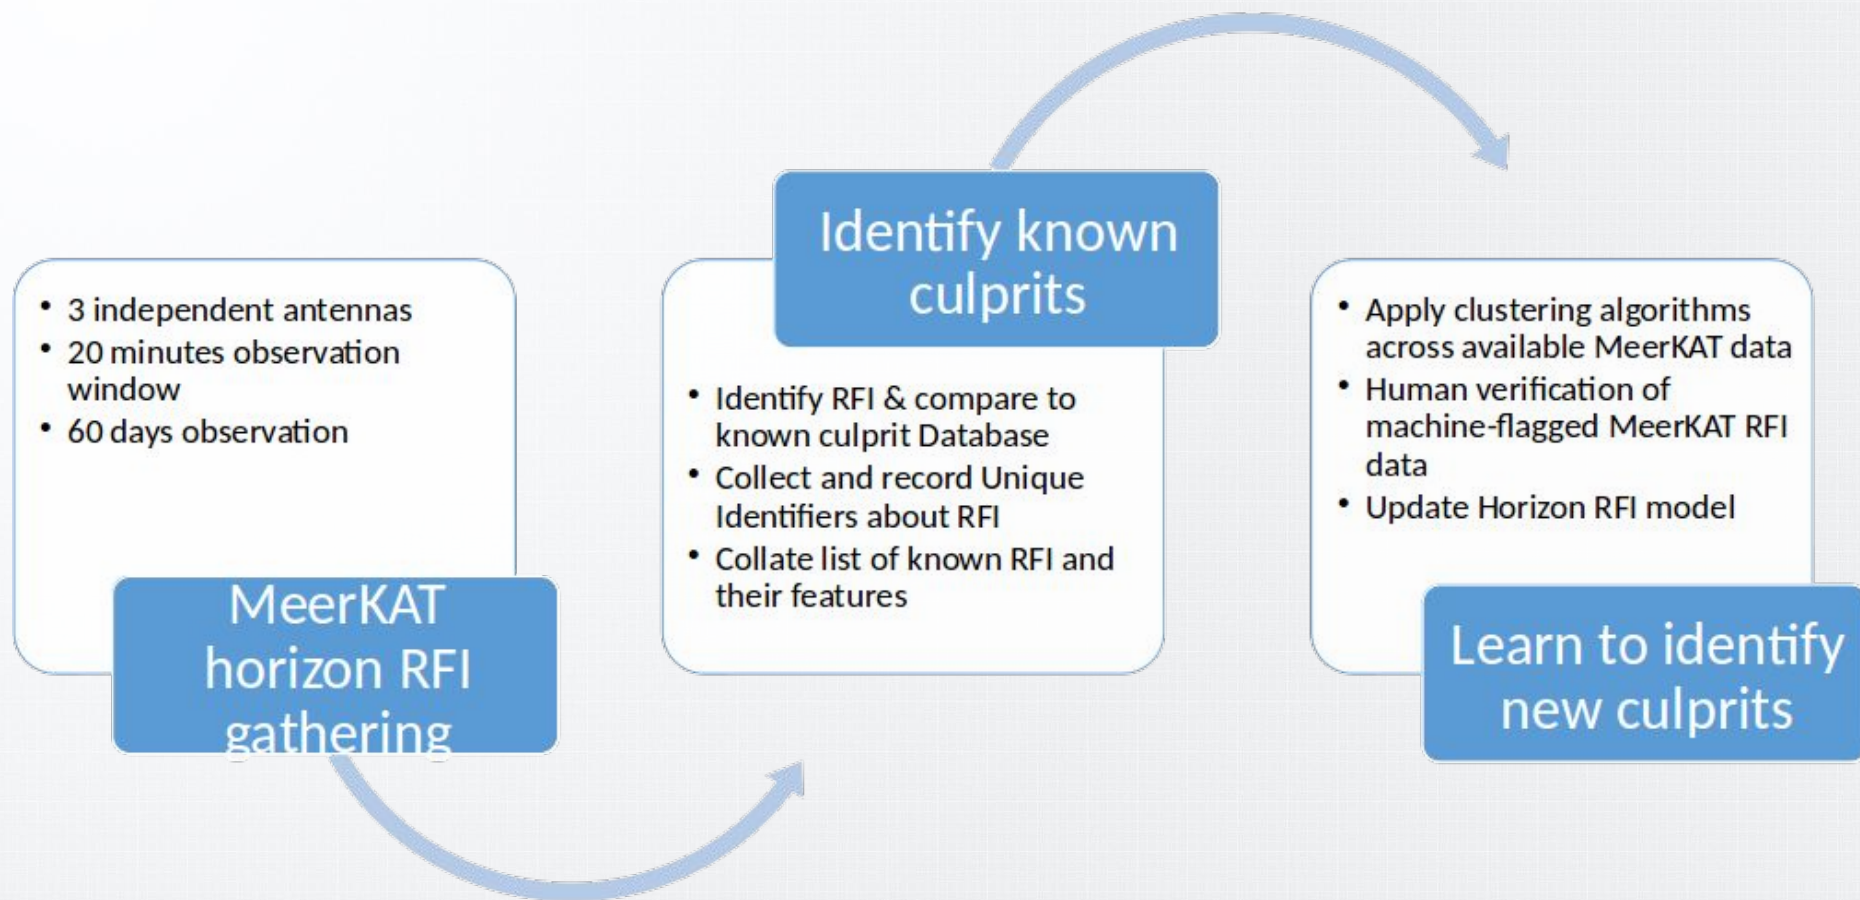 • 3 independent antennas
• 20 minutes observation
window
• 60 days observation
MeerKAT
horizon RFI
gathering
Identify known
culprits
• Identify RFI & compare to
known culprit Database
• Collect and record Unique
Identifiers about RFI
• Collate list of known RFI and
their features
• Apply clustering algorithms
across available MeerKAT data
• Human verification of
machine-flagged MeerKAT RFI
data
• Update Horizon RFI model
Learn to identify
new culprits